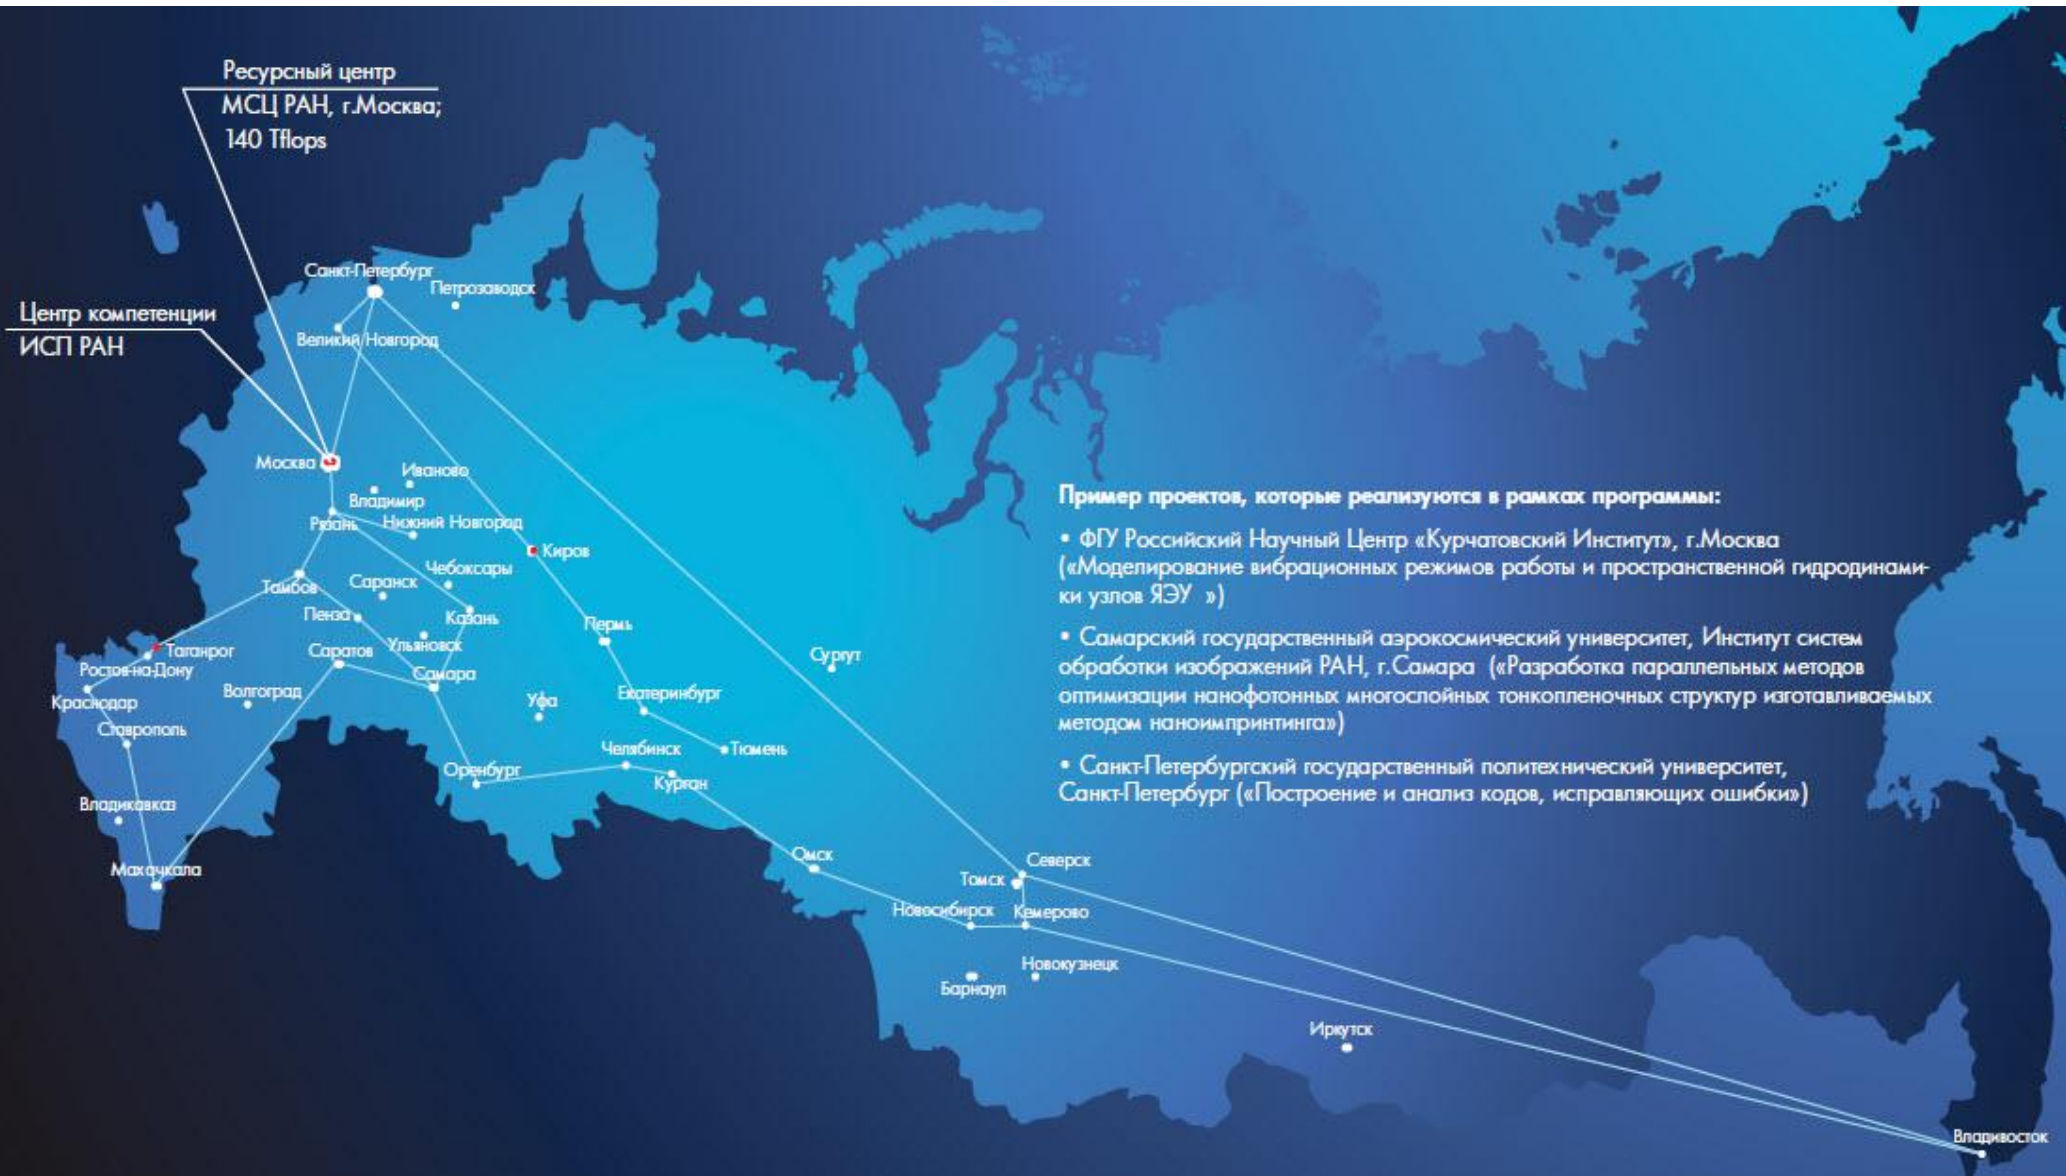 Ресурсный центр
МСЦ РАН, г.Москва;
140 Tflops
Санкт-Петербург
Петрозаводск
Центр компетенции
ИСП РАН
Великий Новгород
Москва
Иваново
Владимир
Рязань
Нижний Новгород
Киров
Чебоксары
Саранск
Тамбов
Пенза
Казань
Пермь
Ульяновск
Таганрог
Саратов
Сургут
Ростов-на-Дону
Самара
Волгоград
Екатеринбург
Уфа
Краснодар
Ставрополь
Челябинск
Тюмень
Оренбург
Курган
Владикавказ
Махачкала
Омск
Северск
Томск
Новосибирск
Кемерово
Новокузнецк
Барнаул
Иркутск
Владивосток
Пример проектов, которые реализуются в рамках программы:
• ФГУ Российский Научный Центр «Курчатовский Институт», г.Москва
(«Моделирование вибрационных режимов работы и пространственной гидродинами-
ки узлов ЯЭУ »)
• Самарский государственный аэрокосмический университет, Институт систем
обработки изображений РАН, г.Самара («Разработка параллельных методов
оптимизации нанофотонных многослойных тонкопленочных структур изготавливаемых
методом наноимпринтинга»)
• Санкт-Петербургский государственный политехнический университет,
Санкт-Петербург («Построение и анализ кодов, исправляющих ошибки»)